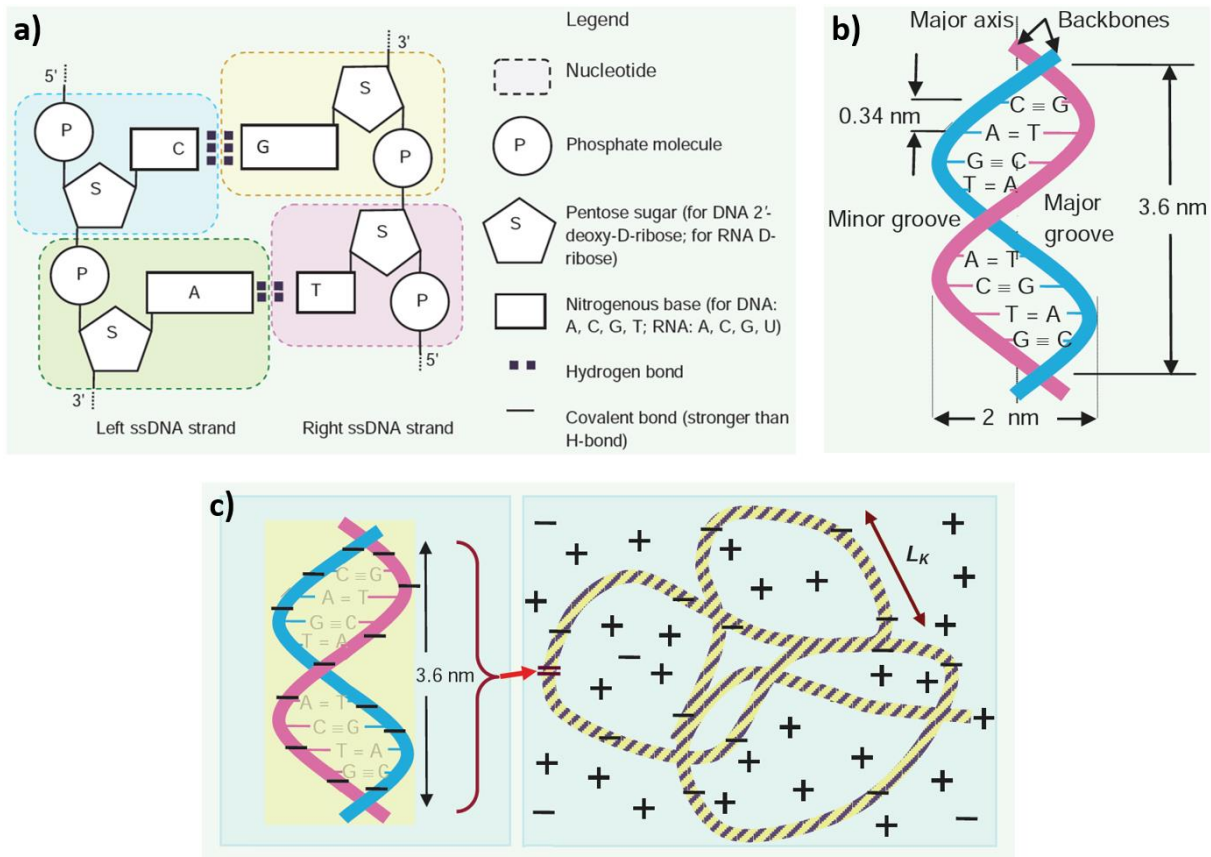 a)
5'
P
S
C
G
S
P
3'
P
S
A
T
S
P
3'
5'
Left ssDNA strand
Right ssDNA strand
Legend
Nucleotide
P
Phosphate molecule
S
Pentose sugar (for DNA 2'-
deoxy-D-ribose; for RNA D-
ribose)
Nitrogenous base (for DNA:
A, C, G, T; RNA: A, C, G, U)
Hydrogen bond
Covalent bond (stronger than
H-bond)
b)
Major axis
Backbones
0.34 nm
C ≡ G
A = T
G ≡ C
T = A
Minor groove
Major
groove
3.6 nm
A = T
C ≡ G
T = A
G ≡ C
2 nm
c)
C ≡ G
A = T
G ≡ C
T = A
3.6 nm
A = T
C ≡ G
T = A
G ≡ C
LK